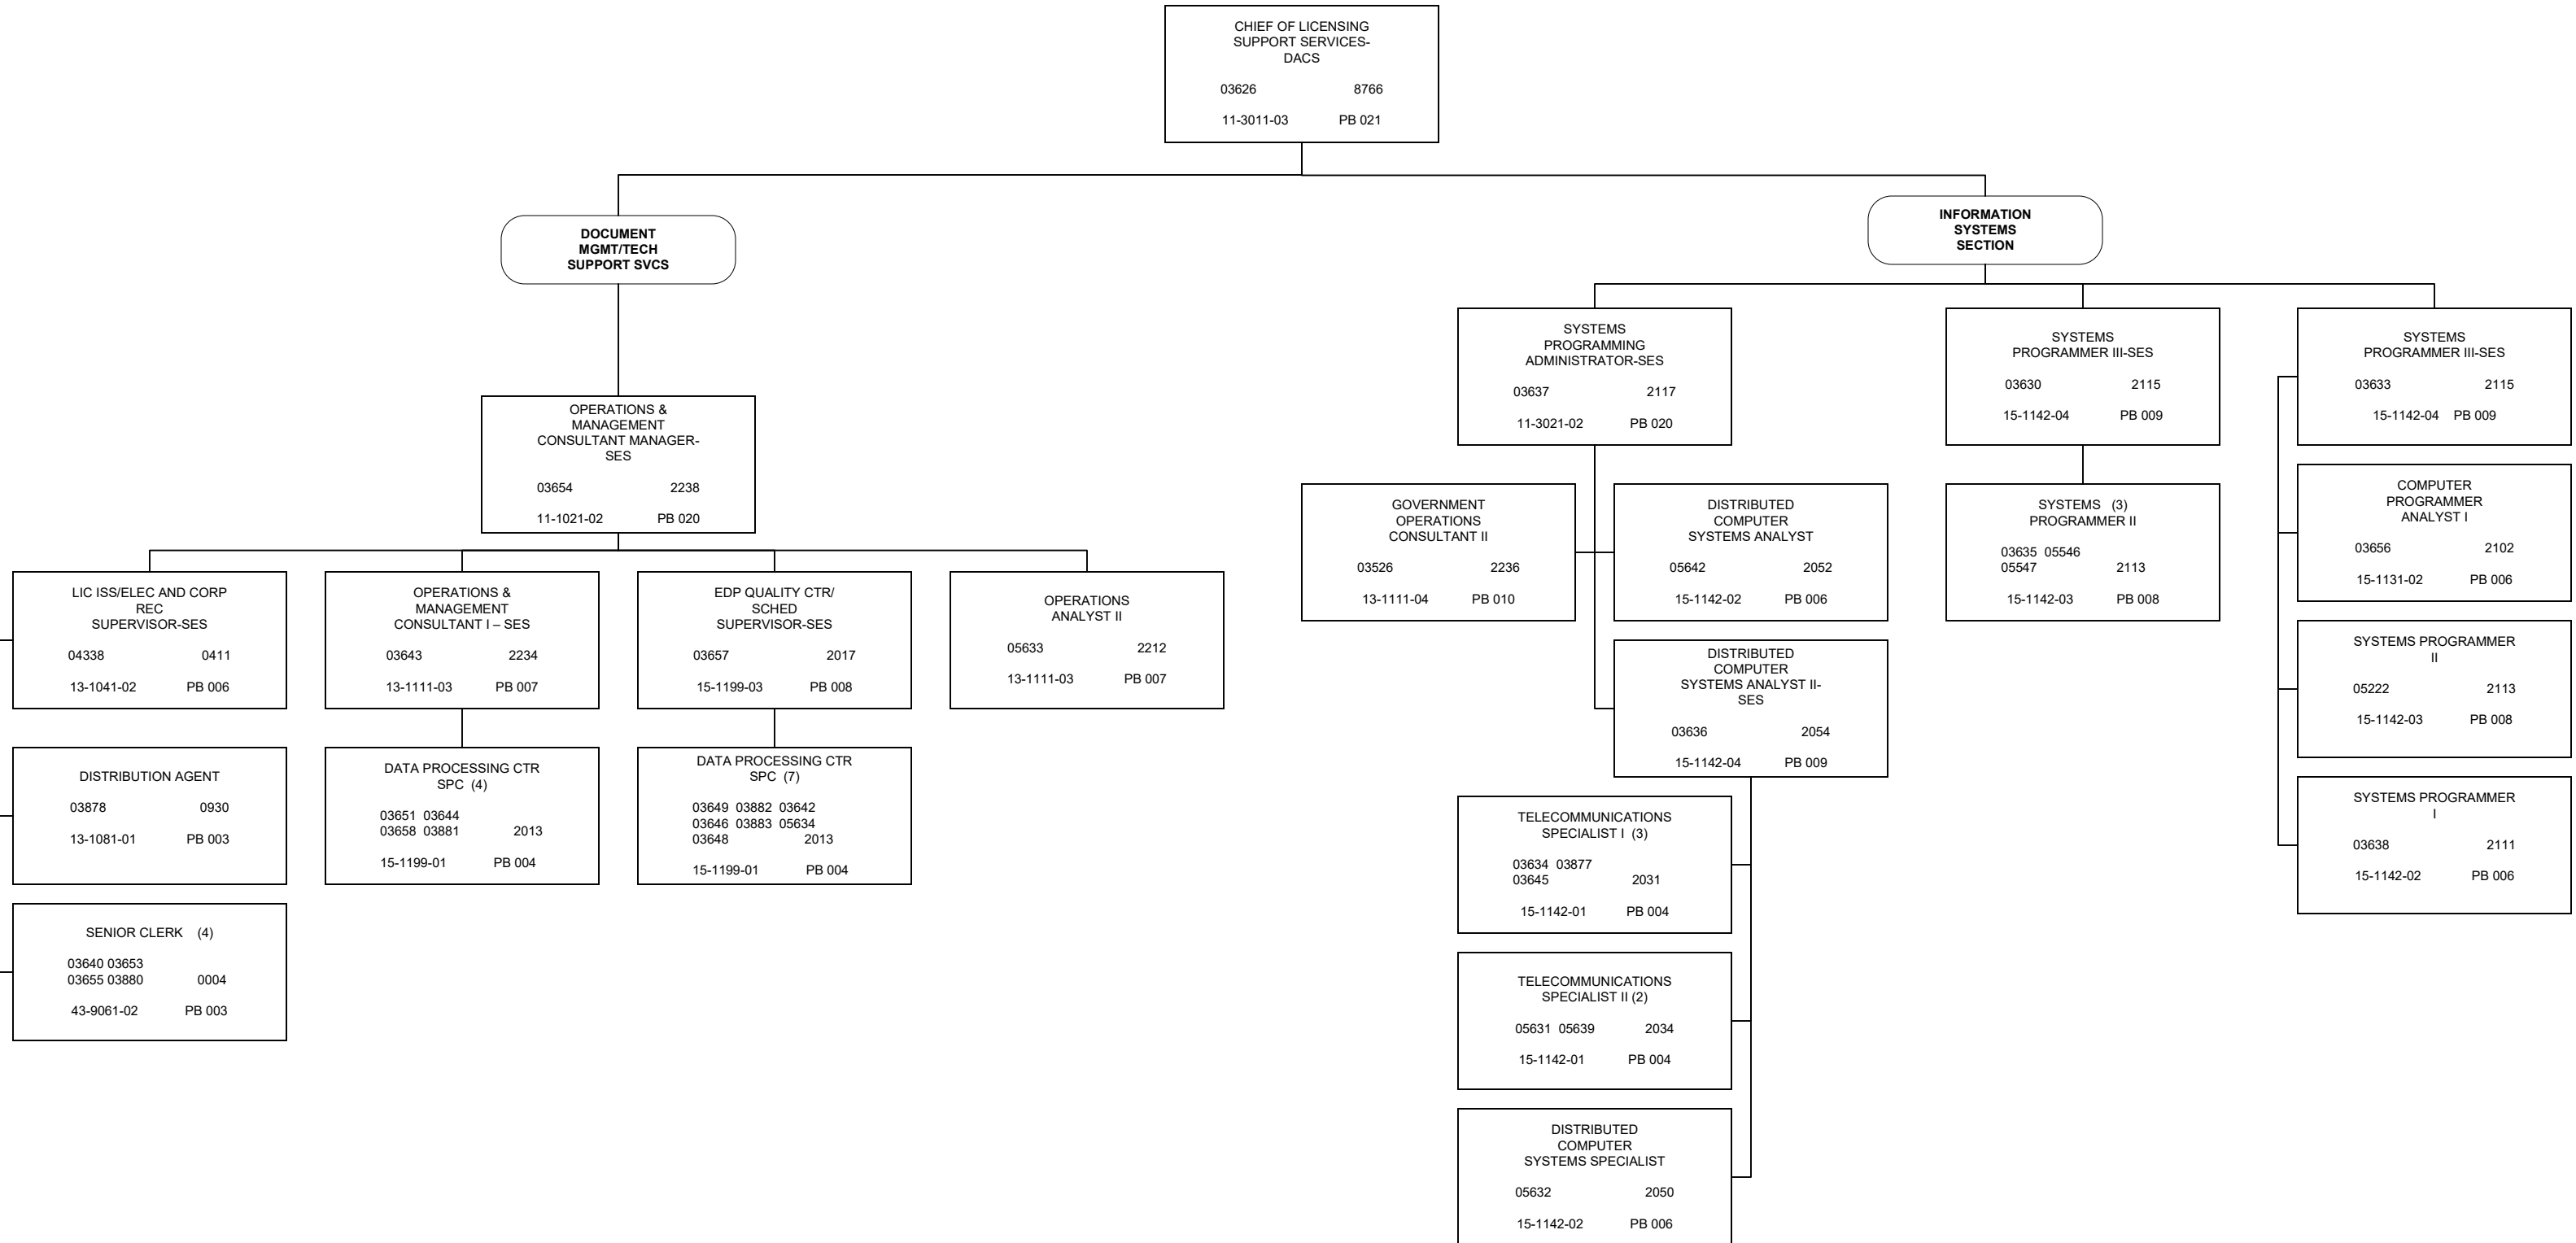 CHIEF OF LICENSING
SUPPORT SERVICES-
DACS
03626 8766
11-3011-03 PB 021
DOCUMENT
MGMT/TECH
SUPPORT SVCS
INFORMATION
SYSTEMS
SECTION
OPERATIONS &
MANAGEMENT
CONSULTANT MANAGER-
SES
03654 2238
11-1021-02 PB 020
LIC ISS/ELEC AND CORP
REC
SUPERVISOR-SES
04338 0411
13-1041-02 PB 006
DISTRIBUTION AGENT
03878 0930
13-1081-01 PB 003
SENIOR CLERK (4)
03640 03653
03655 03880 0004
43-9061-02 PB 003
OPERATIONS &
MANAGEMENT
CONSULTANT I – SES
03643 2234
13-1111-03 PB 007
DATA PROCESSING CTR
SPC (4)
03651 03644
03658 03881 2013
15-1199-01 PB 004
EDP QUALITY CTR/
SCHED
SUPERVISOR-SES
03657 2017
15-1199-03 PB 008
DATA PROCESSING CTR
SPC (7)
03649 03882 03642
03646 03883 05634
03648 2013
15-1199-01 PB 004
OPERATIONS
ANALYST II
05633 2212
13-1111-03 PB 007
SYSTEMS
PROGRAMMING
ADMINISTRATOR-SES
03637 2117
11-3021-02 PB 020
GOVERNMENT
OPERATIONS
CONSULTANT II
03526 2236
13-1111-04 PB 010
DISTRIBUTED
COMPUTER
SYSTEMS ANALYST
05642 2052
15-1142-02 PB 006
DISTRIBUTED
COMPUTER
SYSTEMS ANALYST II-
SES
03636 2054
15-1142-04 PB 009
TELECOMMUNICATIONS
SPECIALIST I (3)
03634 03877
03645 2031
15-1142-01 PB 004
TELECOMMUNICATIONS
SPECIALIST II (2)
05631 05639 2034
15-1142-01 PB 004
DISTRIBUTED
COMPUTER
SYSTEMS SPECIALIST
05632 2050
15-1142-02 PB 006
SYSTEMS
PROGRAMMER III-SES
03630 2115
15-1142-04 PB 009
SYSTEMS (3)
PROGRAMMER II
03635 05546
05547 2113
15-1142-03 PB 008
SYSTEMS
PROGRAMMER III-SES
03633 2115
15-1142-04 PB 009
COMPUTER
PROGRAMMER
ANALYST I
03656 2102
15-1131-02 PB 006
SYSTEMS PROGRAMMER
II
05222 2113
15-1142-03 PB 008
SYSTEMS PROGRAMMER
I
03638 2111
15-1142-02 PB 006